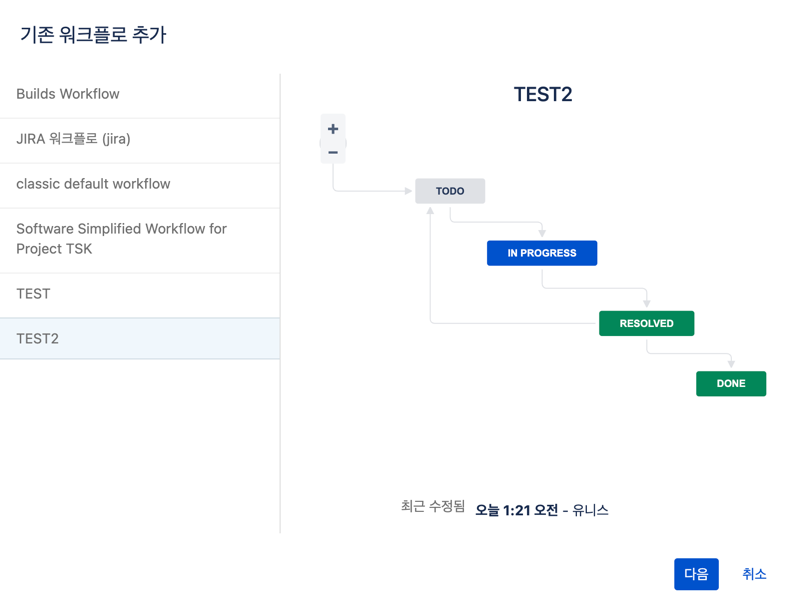 기존 워크플로 추가
Builds Workflow
JIRA 워크플로 (jira)
classic default workflow
Software Simplified Workflow for
Project TSK
TEST
TEST2
TEST2
+
−
TODO
IN PROGRESS
RESOLVED
DONE
최근 수정됨 오늘 1:21 오전 - 유니스
다음 취소